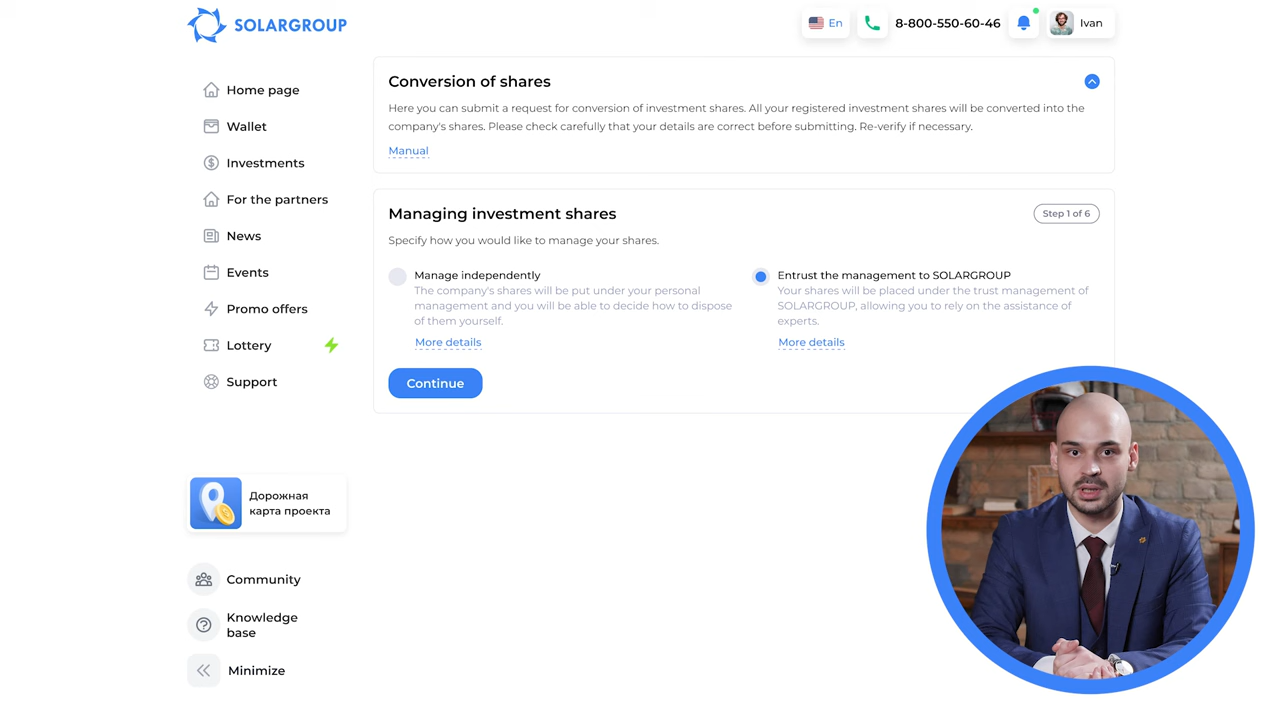 SOLARGROUP
En
8-800-550-60-46
Ivan
Home page
Wallet
Investments
For the partners
News
Events
Promo offers
Lottery
Support
Дорожная
карта проекта
Community
Knowledge
base
Minimize
Conversion of shares
Here you can submit a request for conversion of investment shares. All your registered investment shares will be converted into the
company's shares. Please check carefully that your details are correct before submitting. Re-verify if necessary.
Manual
Managing investment shares
Step 1 of 6
Specify how you would like to manage your shares.
Manage independently
The company's shares will be put under your personal
management and you will be able to decide how to dispose
of them yourself.
More details
Entrust the management to SOLARGROUP
Your shares will be placed under the trust management of
SOLARGROUP, allowing you to rely on the assistance of
experts.
More details
Continue